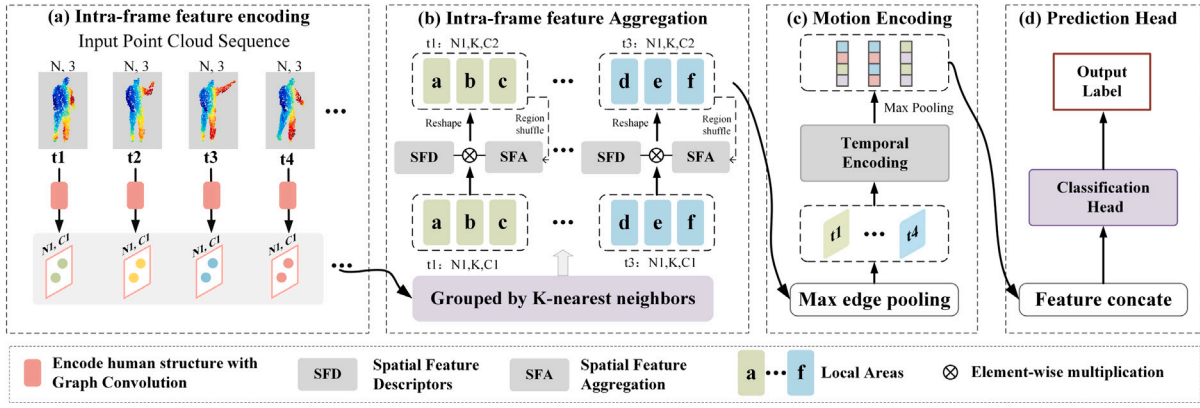 (a) Intra-frame feature encoding
Input Point Cloud Sequence
N, 3 N, 3 N, 3 N, 3
...
t1 t2 t3 t4
N1, C1 N1, C1 N1, C1 N1, C1
...
(b) Intra-frame feature Aggregation
t1: N1,K,C2 t3: N1,K,C2
a b c ... d e f
Reshape Region shuffle Reshape Region shuffle
SFD SFA ... SFD SFA
a b c ... d e f
t1: N1,K,C1 t3: N1,K,C1
Grouped by K-nearest neighbors
(c) Motion Encoding
Max Pooling
Temporal
Encoding
t1 ... t4
Max edge pooling
(d) Prediction Head
Output
Label
Classification
Head
Feature concate
Encode human structure with
Graph Convolution
SFD
Spatial Feature
Descriptors
SFA
Spatial Feature
Aggregation
a ... f
Local Areas
Element-wise multiplication